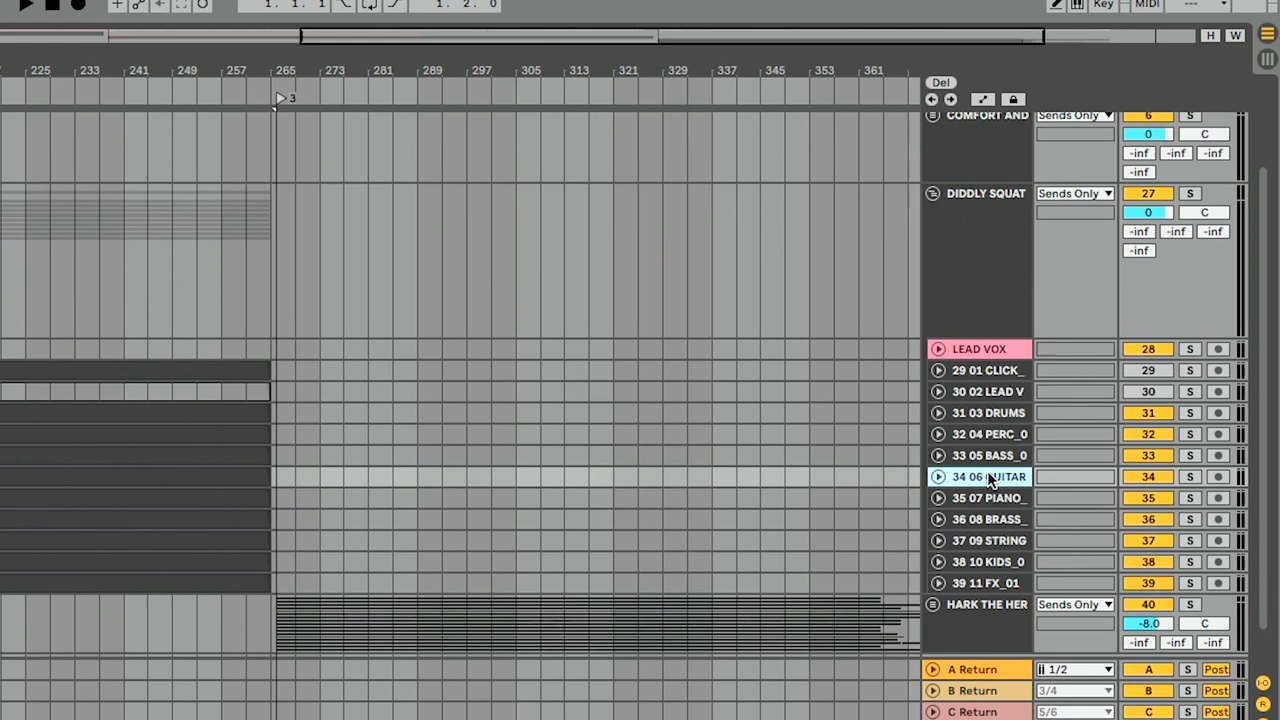 1. 1. 1 1. 2. 0 Key MIDI ---
H W
225 233 241 249 257 265 273 281 289 297 305 313 321 329 337 345 353 361
Del
3
COMFORT AND Sends Only 6 S
0 C
-inf -inf -inf
-inf
DIDDLY SQUAT Sends Only 27 S
0 C
-inf -inf -inf
-inf
LEAD VOX 28 S
29 01 CLICK_ 29 S
30 02 LEAD V 30 S
31 03 DRUMS 31 S
32 04 PERC_0 32 S
33 05 BASS_0 33 S
34 06 GUITAR 34 S
35 07 PIANO_ 35 S
36 08 BRASS_ 36 S
37 09 STRING 37 S
38 10 KIDS_0 38 S
39 11 FX_01 39 S
HARK THE HER Sends Only 40 S
-8.0 C
-inf -inf -inf
A Return 1/2 A S Post
B Return 3/4 B S Post
C Return 5/6 C S Post
I·O
R